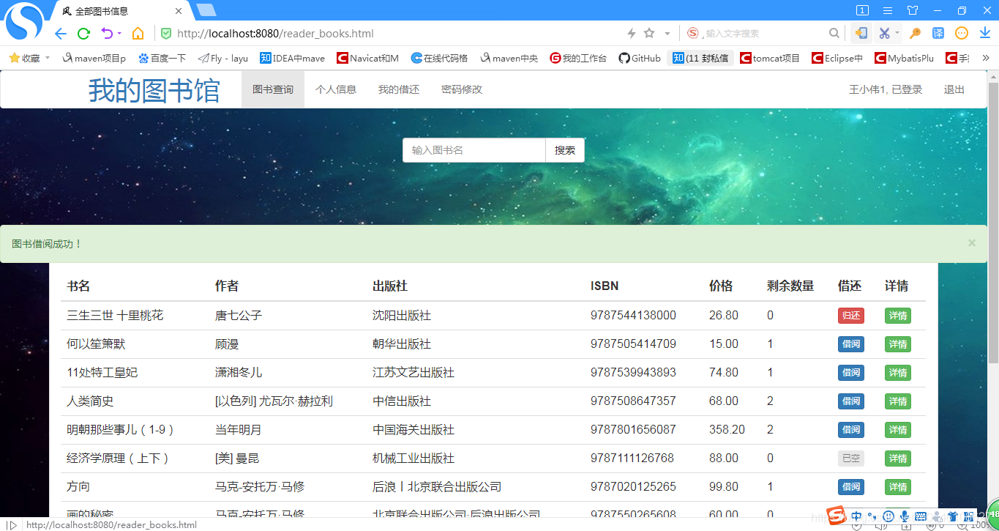 全部图书信息
1
http://localhost:8080/reader_books.html
输入文字搜索
译
收藏 maven项目p 百度一下 Fly - layu 知 IDEA中mave C Navicat和M 在线代码格 maven中央 我的工作台 GitHub 知 (11 封私信 C tomcat项目 C Eclipse中 C MybatisPlu C
我的图书馆 图书查询 个人信息 我的借还 密码修改 王小伟1, 已登录 退出
输入图书名 搜索
图书借阅成功！ ×
书名 作者 出版社 ISBN 价格 剩余数量 借还 详情
三生三世 十里桃花 唐七公子 沈阳出版社 9787544138000 26.80 0 归还 详情
何以笙箫默 顾漫 朝华出版社 9787505414709 15.00 1 借阅 详情
11处特工皇妃 潇湘冬儿 江苏文艺出版社 9787539943893 74.80 1 借阅 详情
人类简史 [以色列] 尤瓦尔·赫拉利 中信出版社 9787508647357 68.00 2 借阅 详情
明朝那些事儿（1-9） 当年明月 中国海关出版社 9787801656087 358.20 2 借阅 详情
经济学原理（上下） [美] 曼昆 机械工业出版社 9787111126768 88.00 0 已空 详情
方向 马克-安托万·马修 后浪丨北京联合出版公司 9787020125265 99.80 1 借阅 详情
画的秘密 马克-安托万·马修 北京联合出版公司·后浪出版公司 9787550265608 60.00 0
中
http://localhost:8080/reader_books.html